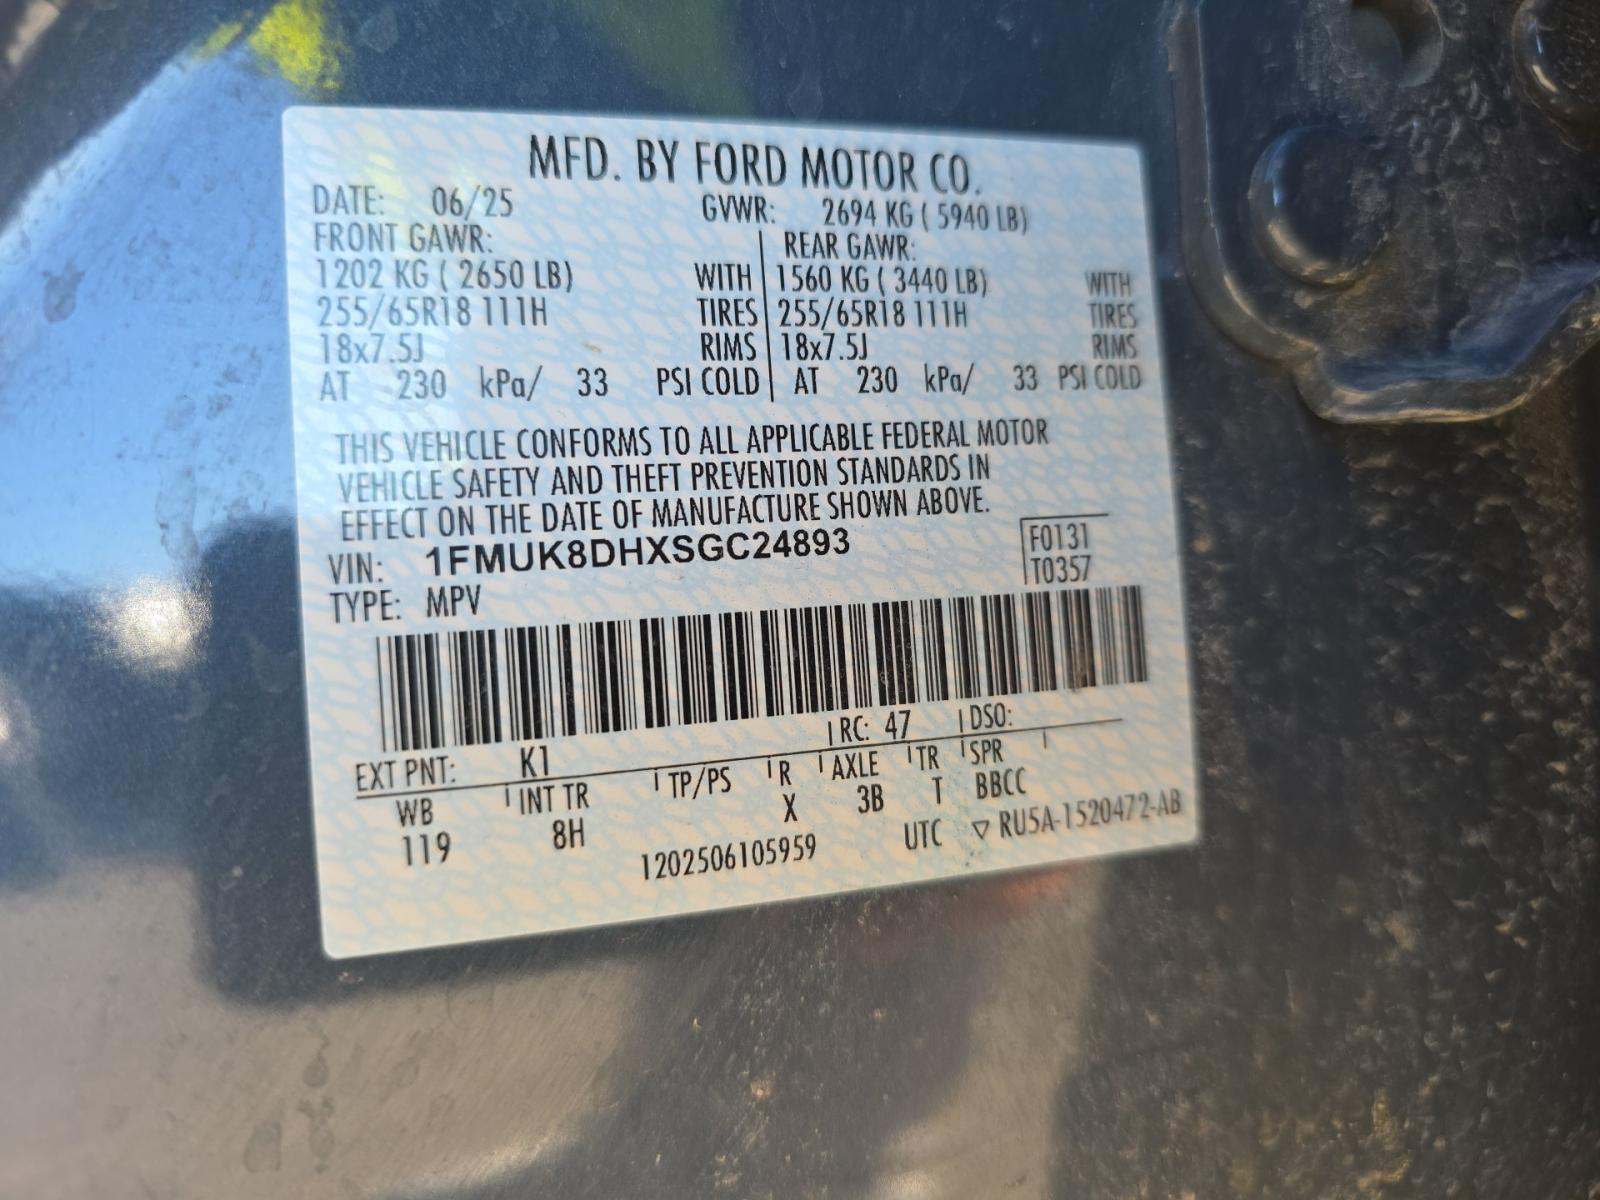 MFD. BY FORD MOTOR CO.
DATE: 06/25 GVWR: 2694 KG ( 5940 LB)
FRONT GAWR: REAR GAWR:
1202 KG ( 2650 LB) WITH 1560 KG ( 3440 LB) WITH
255/65R18 111H TIRES 255/65R18 111H TIRES
18x7.5J RIMS 18x7.5J RIMS
AT 230 kPa/ 33 PSI COLD AT 230 kPa/ 33 PSI COLD
THIS VEHICLE CONFORMS TO ALL APPLICABLE FEDERAL MOTOR
VEHICLE SAFETY AND THEFT PREVENTION STANDARDS IN
EFFECT ON THE DATE OF MANUFACTURE SHOWN ABOVE.
VIN: 1FMUK8DHXSGC24893 F0131
TYPE: MPV T0357
EXT PNT: K1 RC: 47 DSO:
WB INT TR TP/PS R AXLE TR SPR
119 8H X 3B T BBCC
1202506105959 UTC ▽ RU5A-1520472-AB